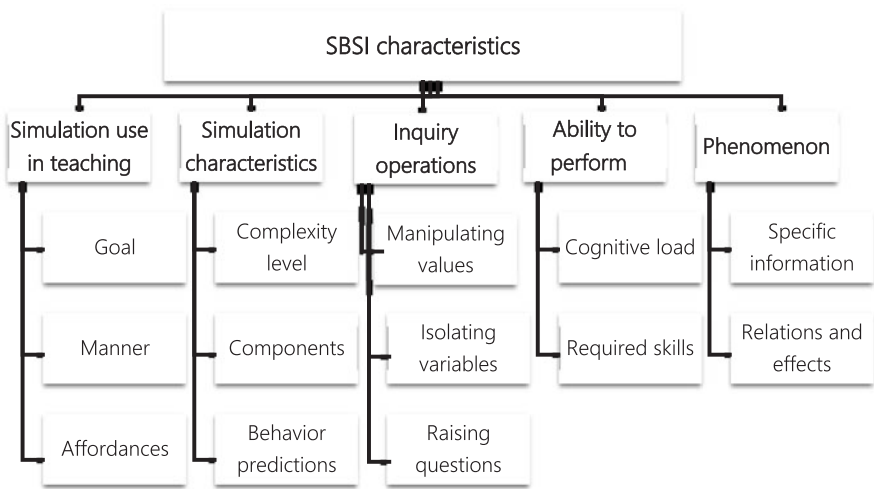 SBSI characteristics
Simulation use
in teaching
Simulation
characteristics
Inquiry
operations
Ability to
perform
Phenomenon
Goal
Complexity
level
Manipulating
values
Cognitive load
Specific
information
Manner
Components
Isolating
variables
Required skills
Relations and
effects
Affordances
Behavior
predictions
Raising
questions